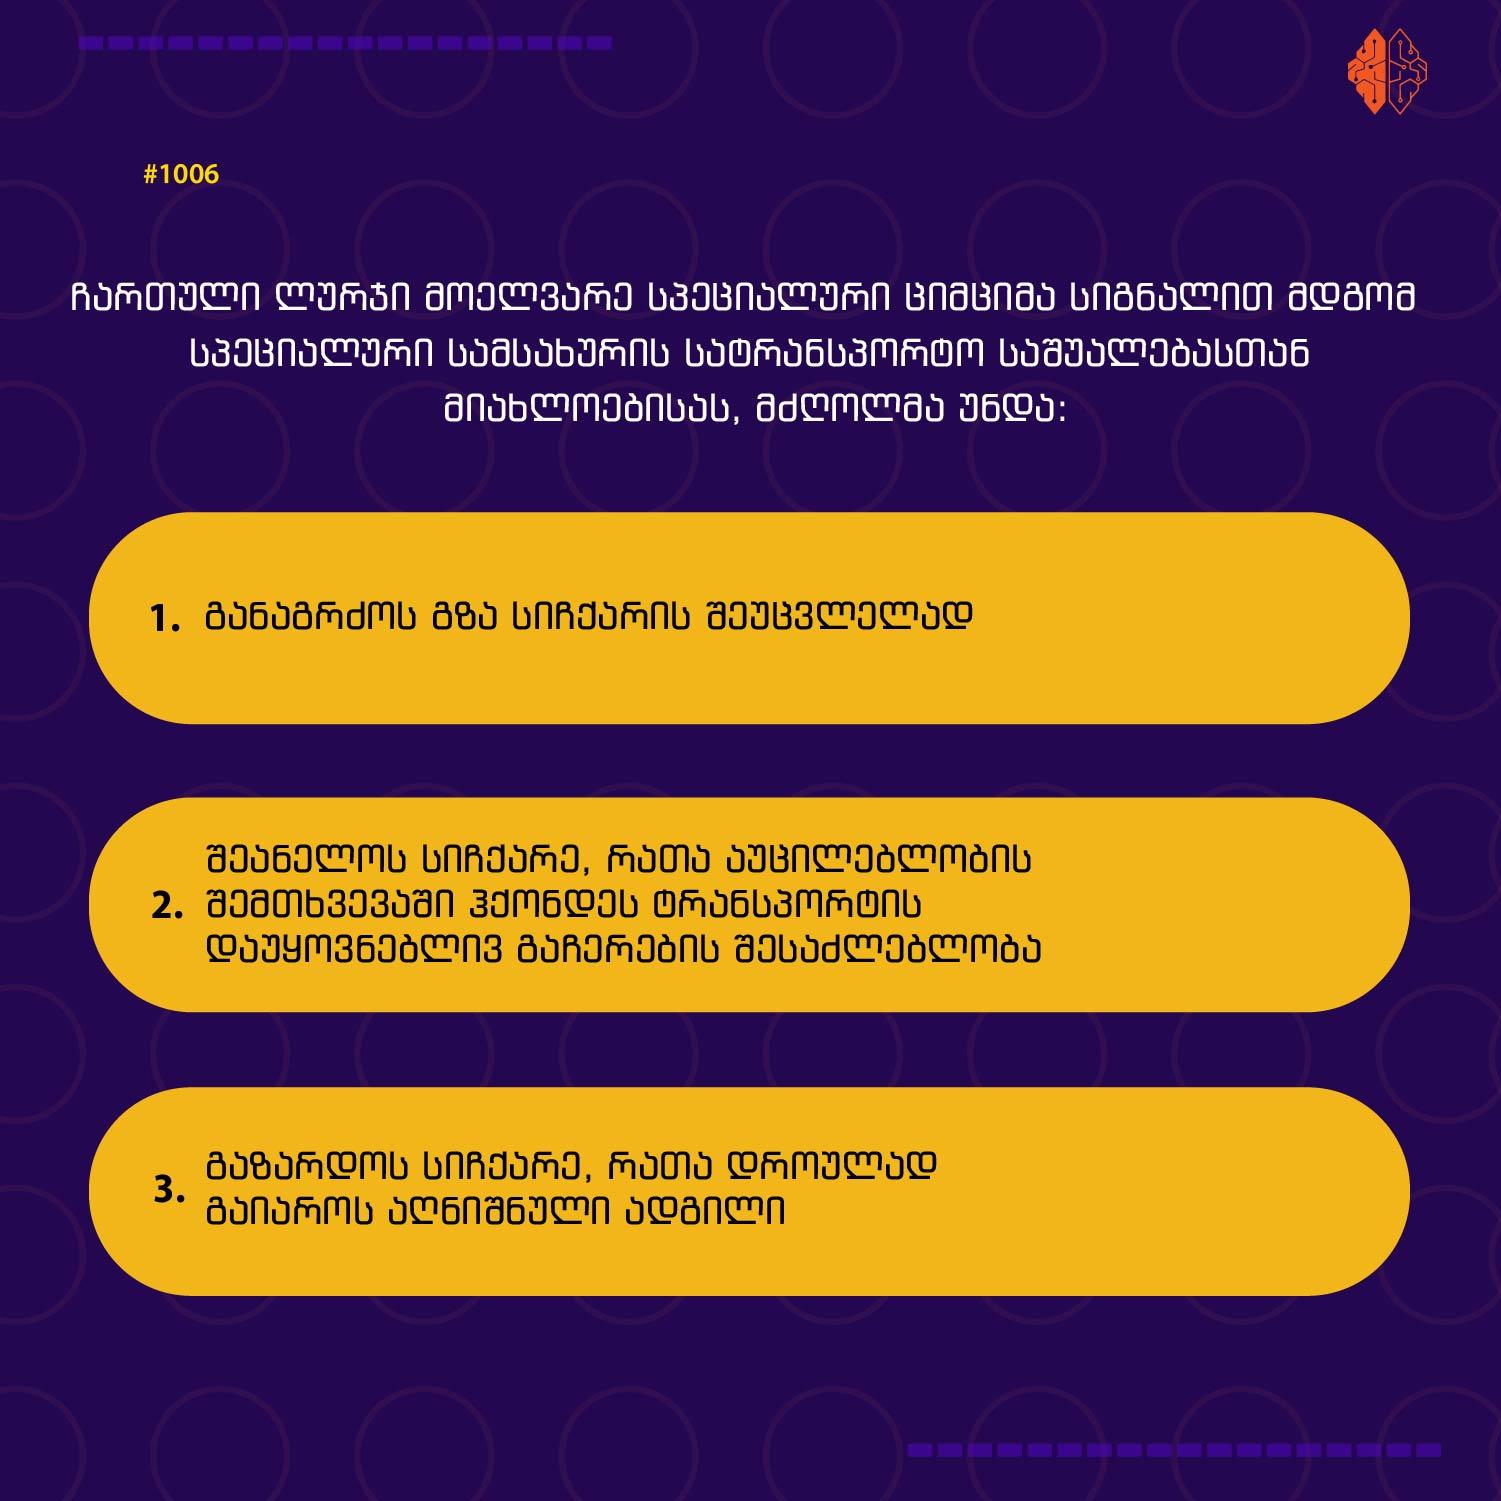 #1006
ჩართული ლურჯი მოელვარე სპეციალური ციმციმა სიგნალით მდგომ
სპეციალური სამსახურის სატრანსპორტო საშუალებასთან
მიახლოებისას, მძღოლმა უნდა:
1. განაგრძოს გზა სიჩქარის შეუცვლელად
შეანელოს სიჩქარე, რათა აუცილებლობის
2. შემთხვევაში ჰქონდეს ტრანსპორტის
დაუყოვნებლივ გაჩერების შესაძლებლობა
3. გაზარდოს სიჩქარე, რათა დროულად
გაიაროს აღნიშნული ადგილი